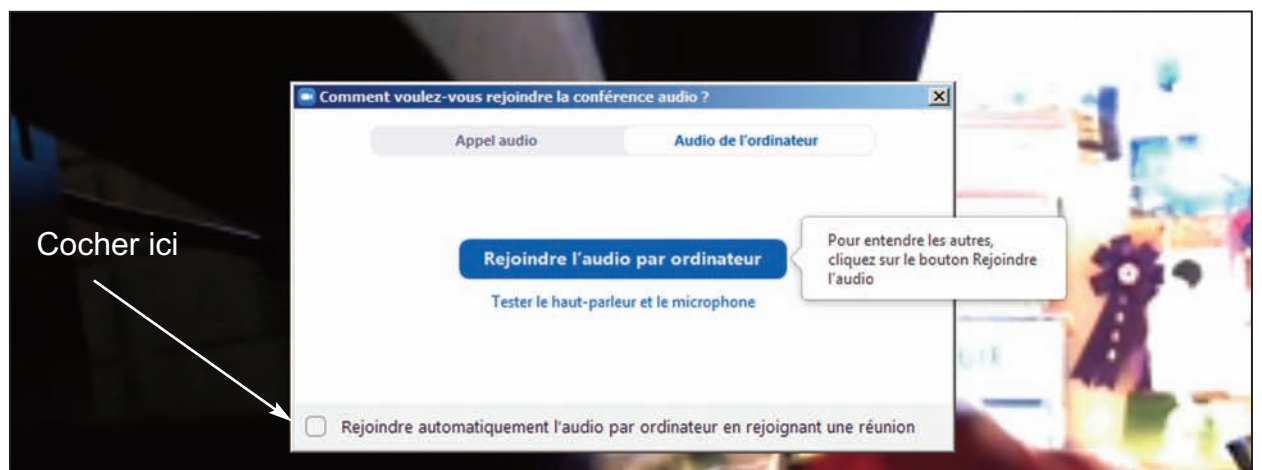 Comment voulez-vous rejoindre la conférence audio ?
Appel audio
Audio de l'ordinateur
Cocher ici
Rejoindre l'audio par ordinateur
Pour entendre les autres,
cliquez sur le bouton Rejoindre
l'audio
Tester le haut-parleur et le microphone
Rejoindre automatiquement l'audio par ordinateur en rejoignant une réunion